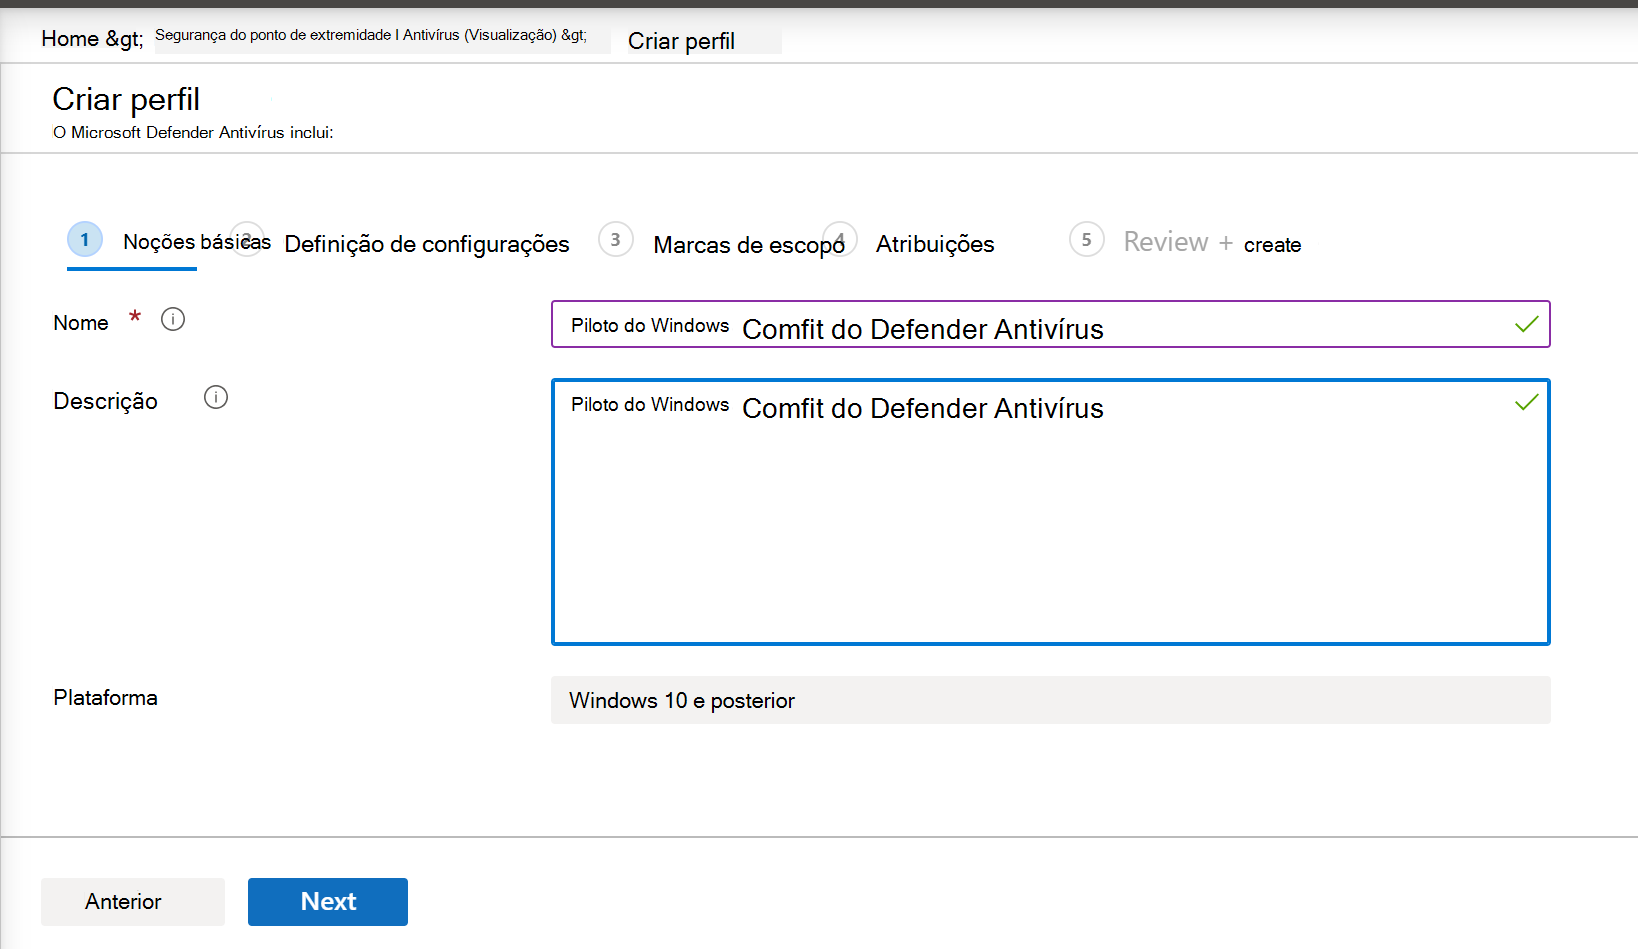 Home &gt; Segurança do ponto de extremidade I Antivírus (Visualização) &gt; Criar perfil
Criar perfil
O Microsoft Defender Antivírus inclui:
1 Noções básicas 2 Definição de configurações 3 Marcas de escopo 4 Atribuições 5 Review + create
Nome * i Piloto do Windows Comfit do Defender Antivírus
Descrição i Piloto do Windows Comfit do Defender Antivírus
Plataforma Windows 10 e posterior
Anterior Next